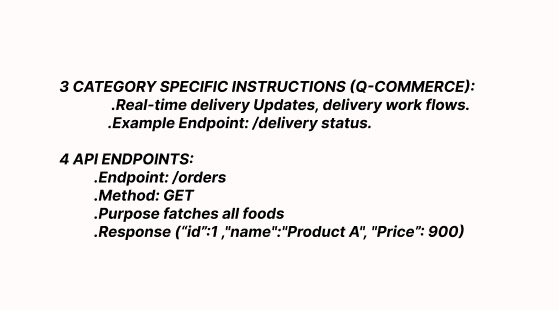 3 CATEGORY SPECIFIC INSTRUCTIONS (Q-COMMERCE):
.Real-time delivery Updates, delivery work flows.
.Example Endpoint: /delivery status.
4 API ENDPOINTS:
.Endpoint: /orders
.Method: GET
.Purpose fatches all foods
.Response (“id”:1 ,"name":"Product A", "Price”: 900)